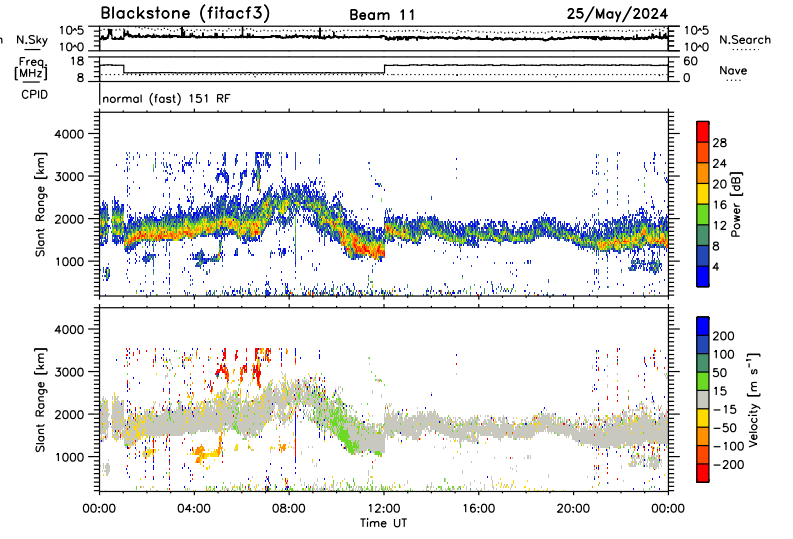 Blackstone (fitacf3)
Beam 11
25/May/2024
N.Sky
10^5
10^0
10^5
10^0
N.Search
Freq.
[MHz]
18
8
60
0
Nave
CPID
normal (fast) 151 RF
Slant Range [km]
4000
3000
2000
1000
28
24
20
16
12
8
4
Power [dB]
Slant Range [km]
4000
3000
2000
1000
200
100
50
15
-15
-50
-100
-200
Velocity [m s⁻¹]
00:00 04:00 08:00 12:00 16:00 20:00 00:00
Time UT